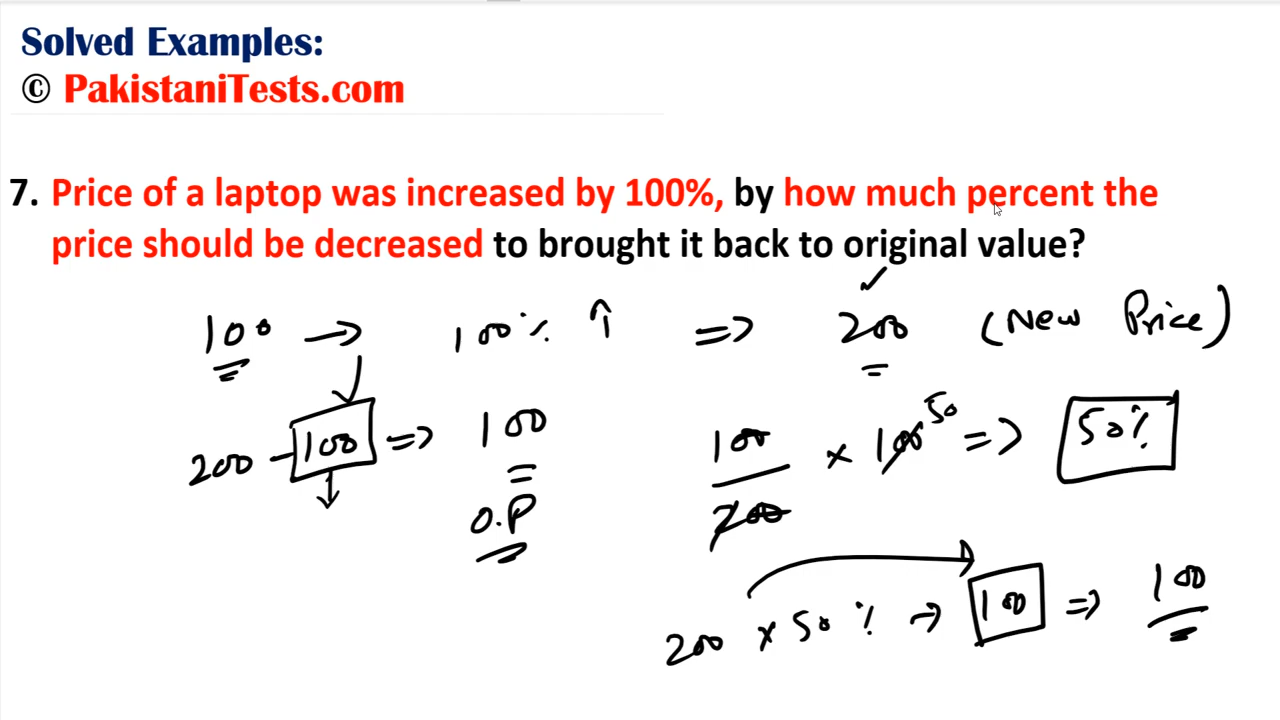 Solved Examples:
© PakistaniTests.com
7. Price of a laptop was increased by 100%, by how much percent the
price should be decreased to brought it back to original value?
100 → 100% ↑ => 200 (New Price)
200 - 100 => 100
O.P
100/200 × 100 50 => 50%
200 × 50% → 100 => 100